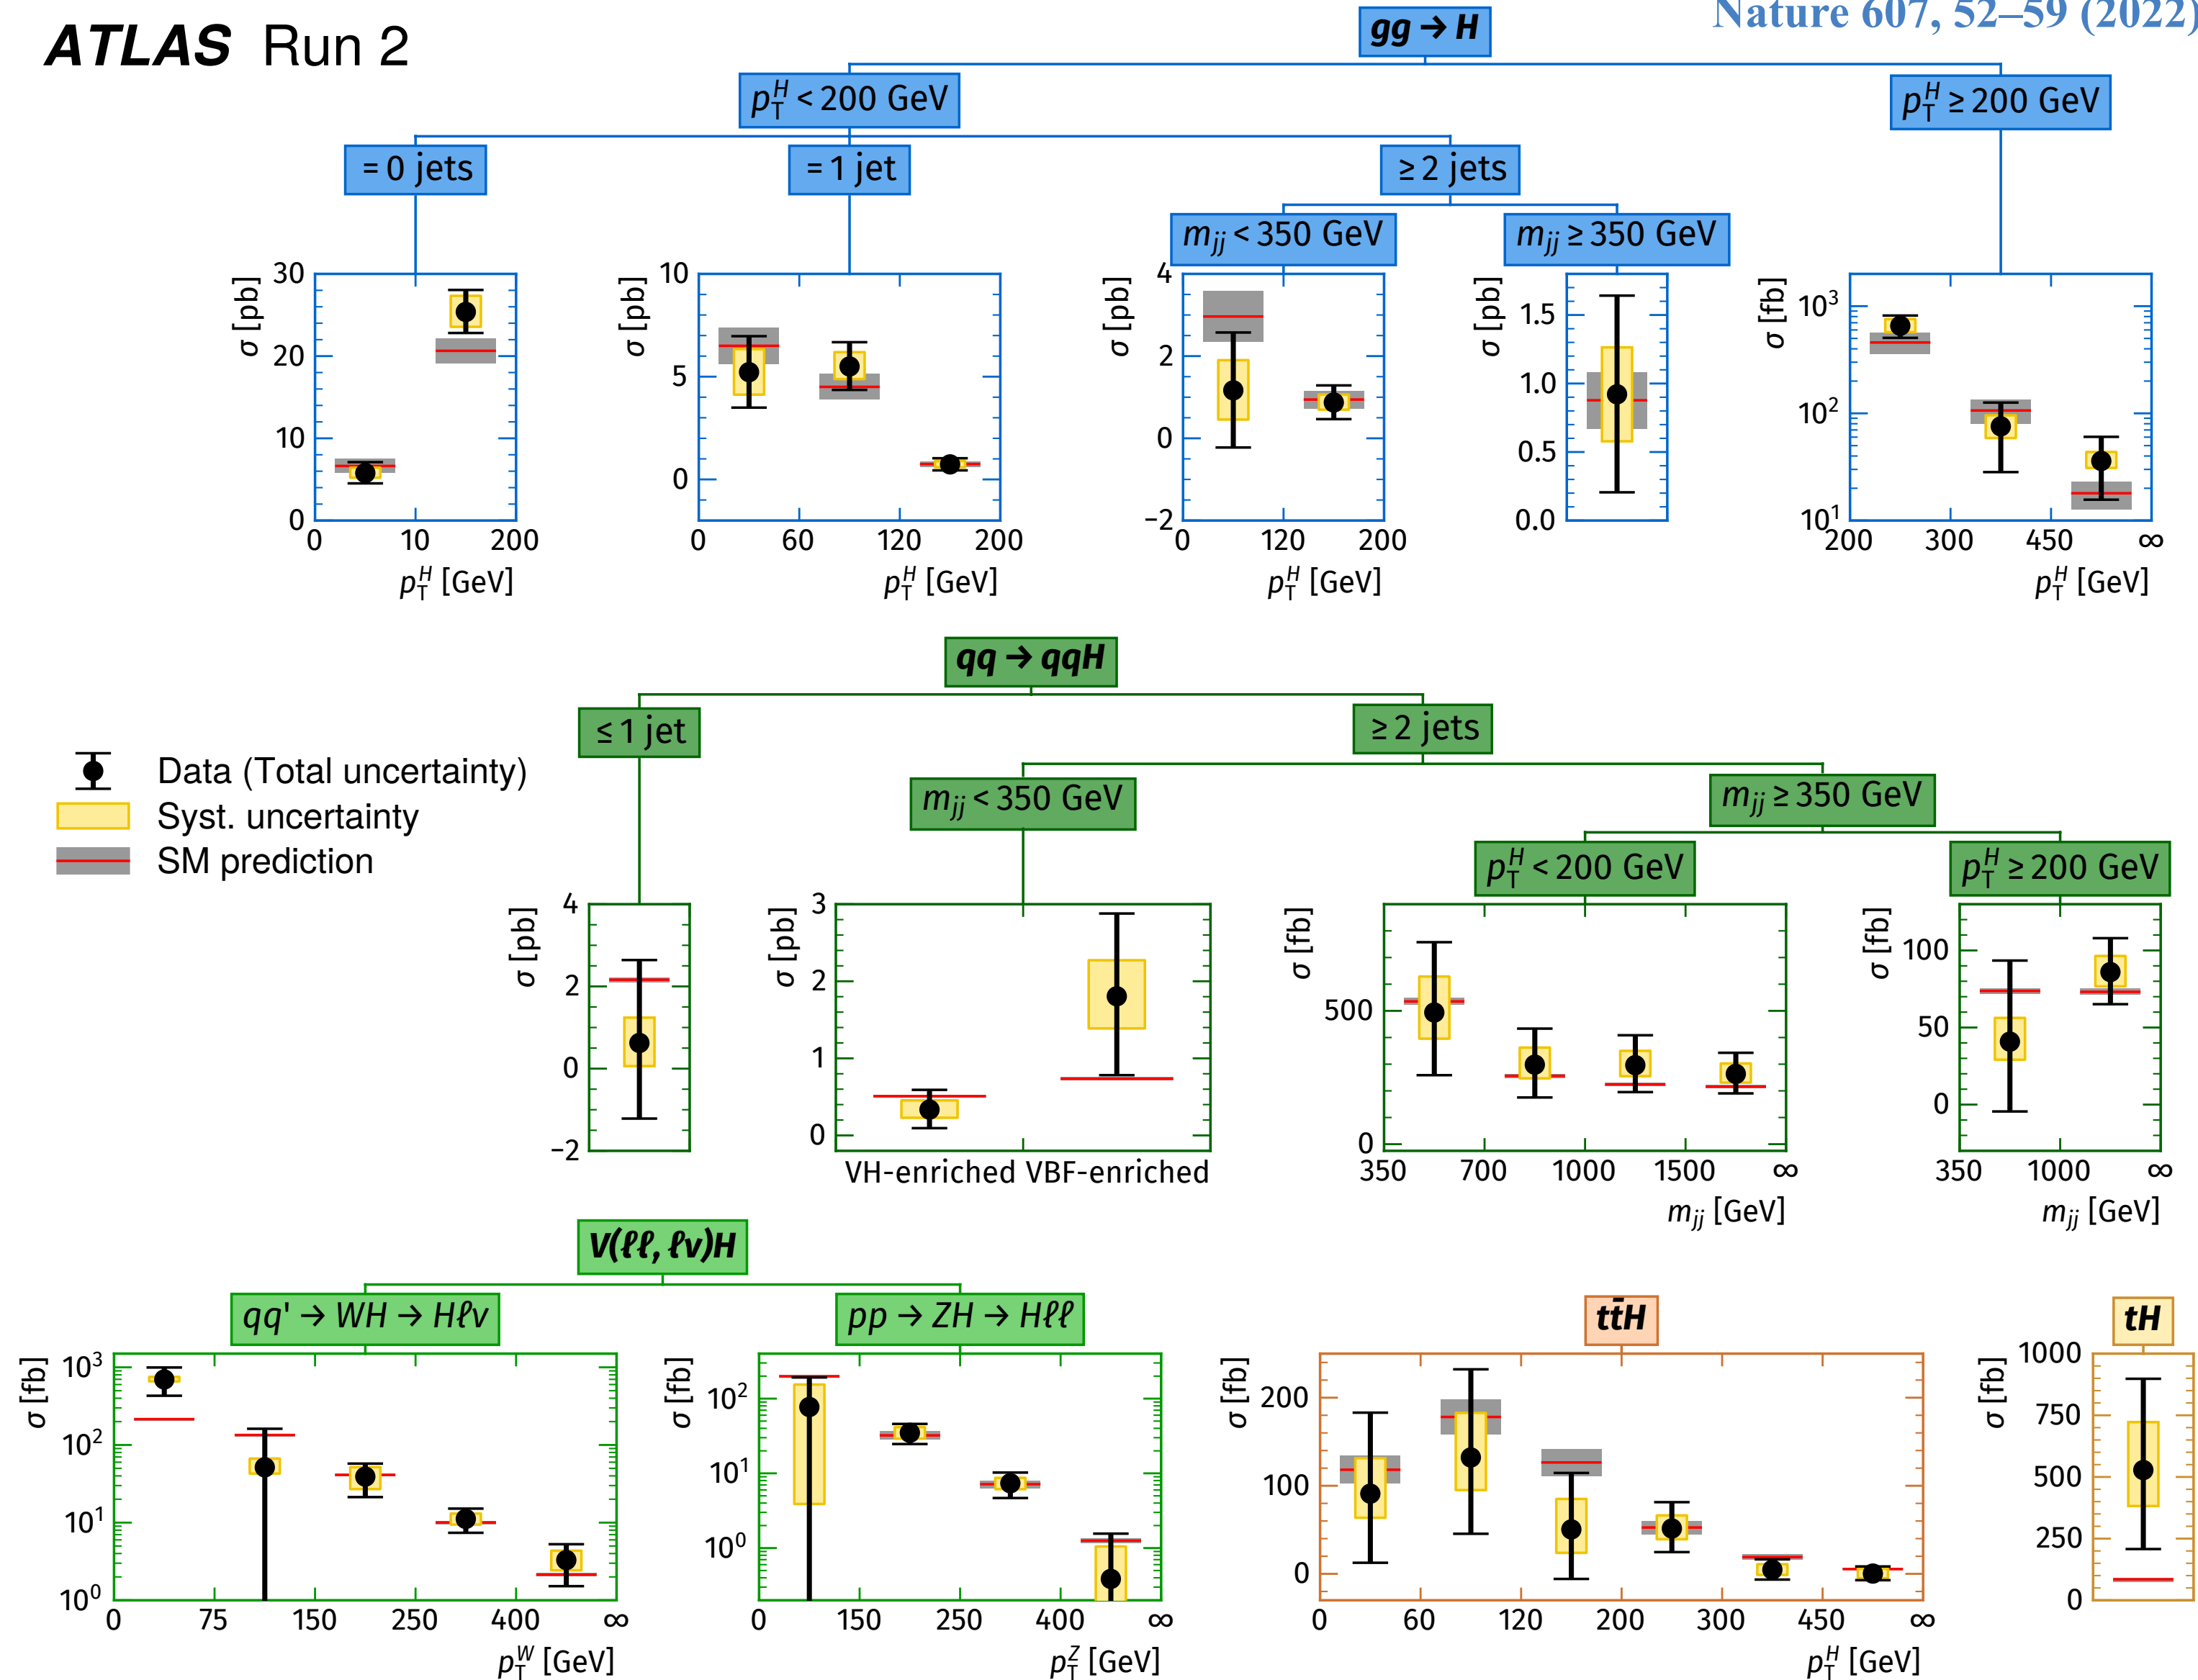 ATLAS Run 2
Nature 607, 52–59 (2022)
gg → H
p_T^H < 200 GeV
p_T^H ≥ 200 GeV
= 0 jets
= 1 jet
≥ 2 jets
m_jj < 350 GeV
m_jj ≥ 350 GeV
σ [pb]
30
20
10
0
0 10 200
p_T^H [GeV]
σ [pb]
10
5
0
0 60 120 200
p_T^H [GeV]
σ [pb]
4
2
0
−2
0 120 200
p_T^H [GeV]
σ [pb]
1.5
1.0
0.5
0.0
σ [fb]
10^3
10^2
10^1
200 300 450 ∞
p_T^H [GeV]
qq → qqH
≤ 1 jet
≥ 2 jets
m_jj < 350 GeV
m_jj ≥ 350 GeV
p_T^H < 200 GeV
p_T^H ≥ 200 GeV
Data (Total uncertainty)
Syst. uncertainty
SM prediction
σ [pb]
4
2
0
−2
σ [pb]
3
2
1
0
VH-enriched VBF-enriched
σ [fb]
500
0
350 700 1000 1500 ∞
m_jj [GeV]
σ [fb]
100
50
0
350 1000 ∞
m_jj [GeV]
V(ℓℓ, ℓν)H
qq' → WH → Hℓν
pp → ZH → Hℓℓ
tt̄H
tH
σ [fb]
10^3
10^2
10^1
10^0
0 75 150 250 400 ∞
p_T^W [GeV]
σ [fb]
10^2
10^1
10^0
0 150 250 400 ∞
p_T^Z [GeV]
σ [fb]
200
100
0
0 60 120 200 300 450 ∞
p_T^H [GeV]
σ [fb]
1000
750
500
250
0